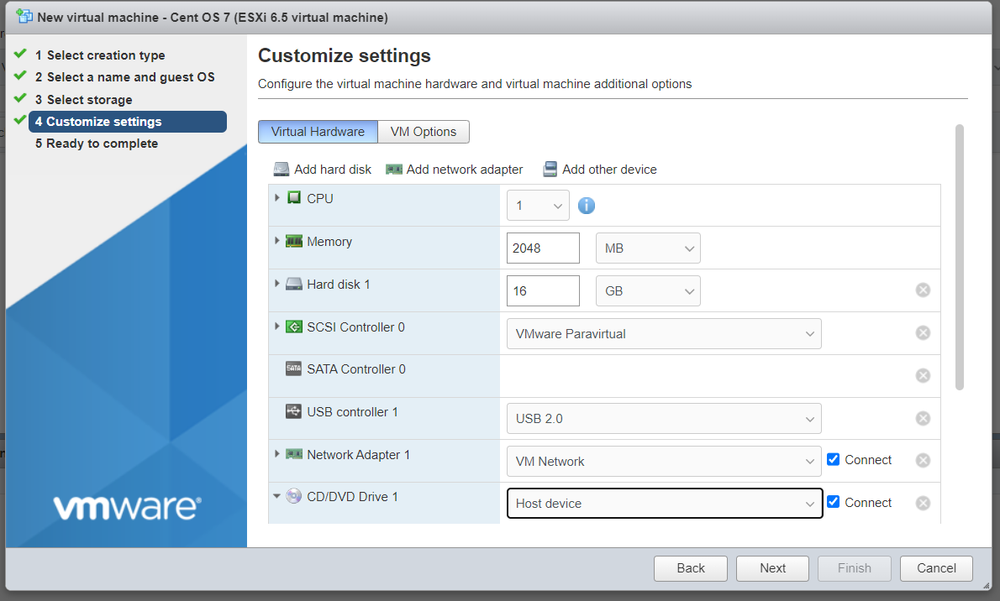 New virtual machine - Cent OS 7 (ESXi 6.5 virtual machine)
1 Select creation type
2 Select a name and guest OS
3 Select storage
4 Customize settings
5 Ready to complete
vmware®
Customize settings
Configure the virtual machine hardware and virtual machine additional options
Virtual Hardware VM Options
Add hard disk Add network adapter Add other device
CPU 1
Memory 2048 MB
Hard disk 1 16 GB
SCSI Controller 0 VMware Paravirtual
SATA SATA Controller 0
USB controller 1 USB 2.0
Network Adapter 1 VM Network Connect
CD/DVD Drive 1 Host device Connect
Back Next Finish Cancel